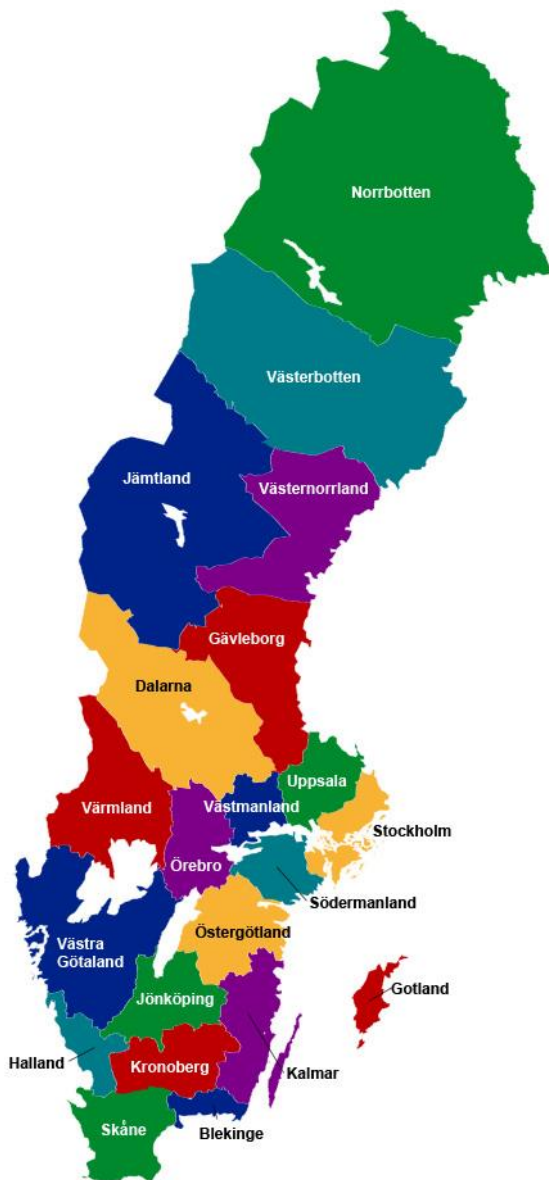 Norrbotten
Västerbotten
Jämtland
Västernorrland
Gävleborg
Dalarna
Uppsala
Värmland
Västmanland
Stockholm
Örebro
Södermanland
Östergötland
Västra
Götaland
Gotland
Jönköping
Halland
Kronoberg
Kalmar
Skåne
Blekinge